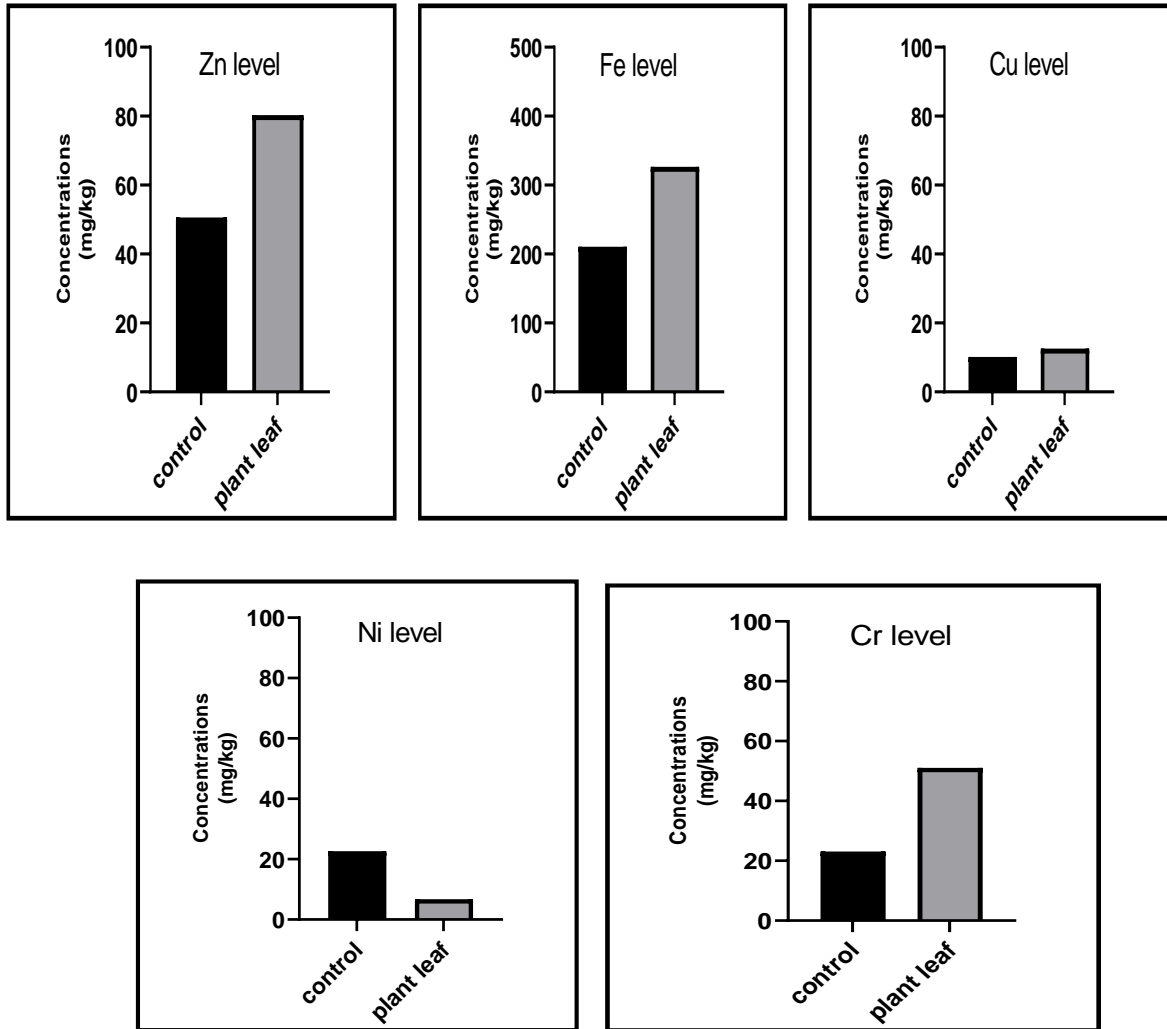 Zn level
Concentrations
(mg/kg)
100
80
60
40
20
0
control
plant leaf
Fe level
Concentrations
(mg/kg)
500
400
300
200
100
0
control
plant leaf
Cu level
Concentrations
(mg/kg)
100
80
60
40
20
0
control
plant leaf
Ni level
Concentrations
(mg/kg)
100
80
60
40
20
0
control
plant leaf
Cr level
Concentrations
(mg/kg)
100
80
60
40
20
0
control
plant leaf